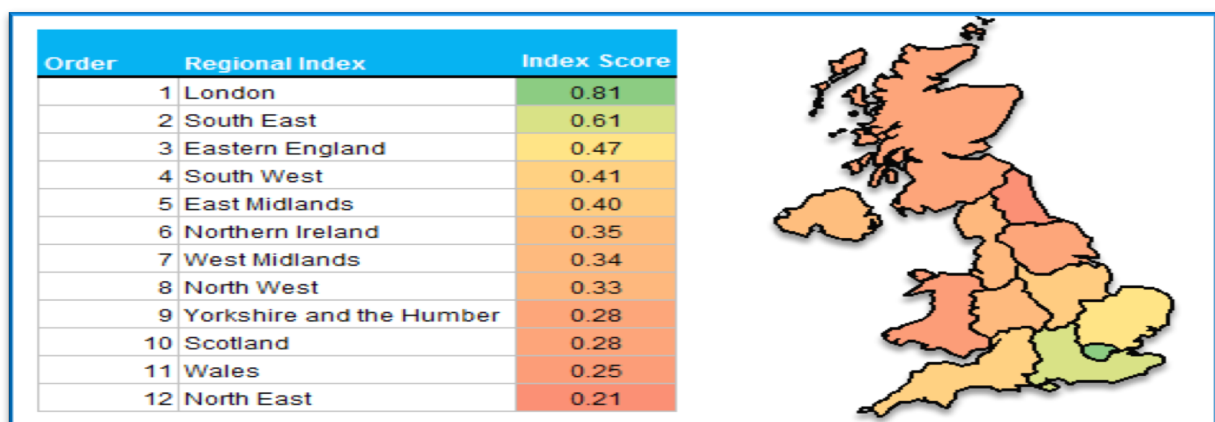 Order Regional Index Index Score
1 London 0.81
2 South East 0.61
3 Eastern England 0.47
4 South West 0.41
5 East Midlands 0.40
6 Northern Ireland 0.35
7 West Midlands 0.34
8 North West 0.33
9 Yorkshire and the Humber 0.28
10 Scotland 0.28
11 Wales 0.25
12 North East 0.21